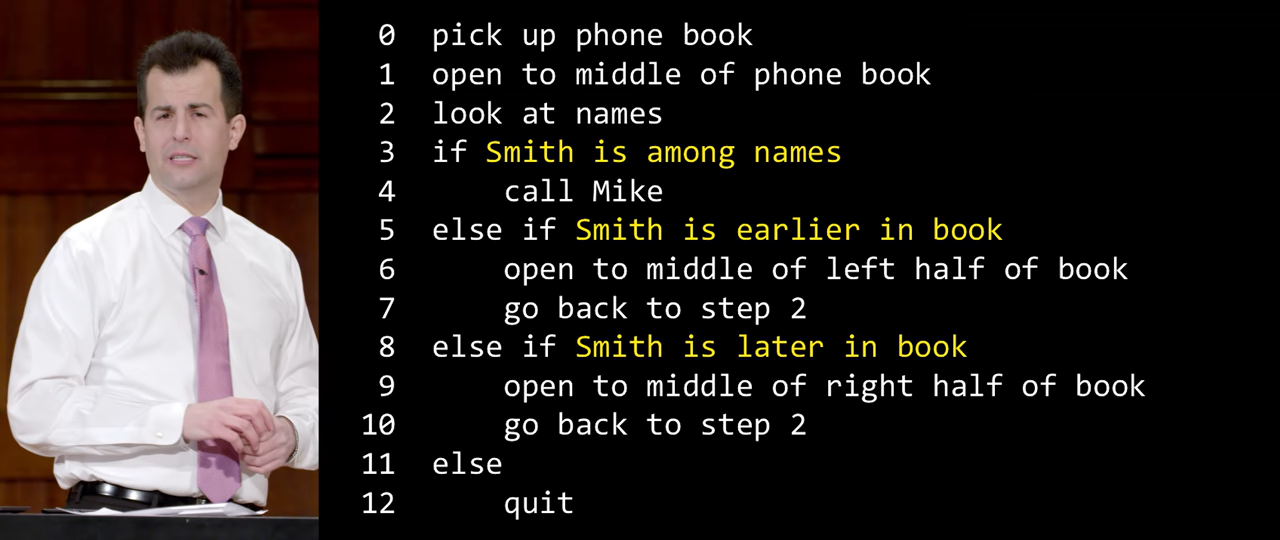 0 pick up phone book
1 open to middle of phone book
2 look at names
3 if Smith is among names
4 call Mike
5 else if Smith is earlier in book
6 open to middle of left half of book
7 go back to step 2
8 else if Smith is later in book
9 open to middle of right half of book
10 go back to step 2
11 else
12 quit